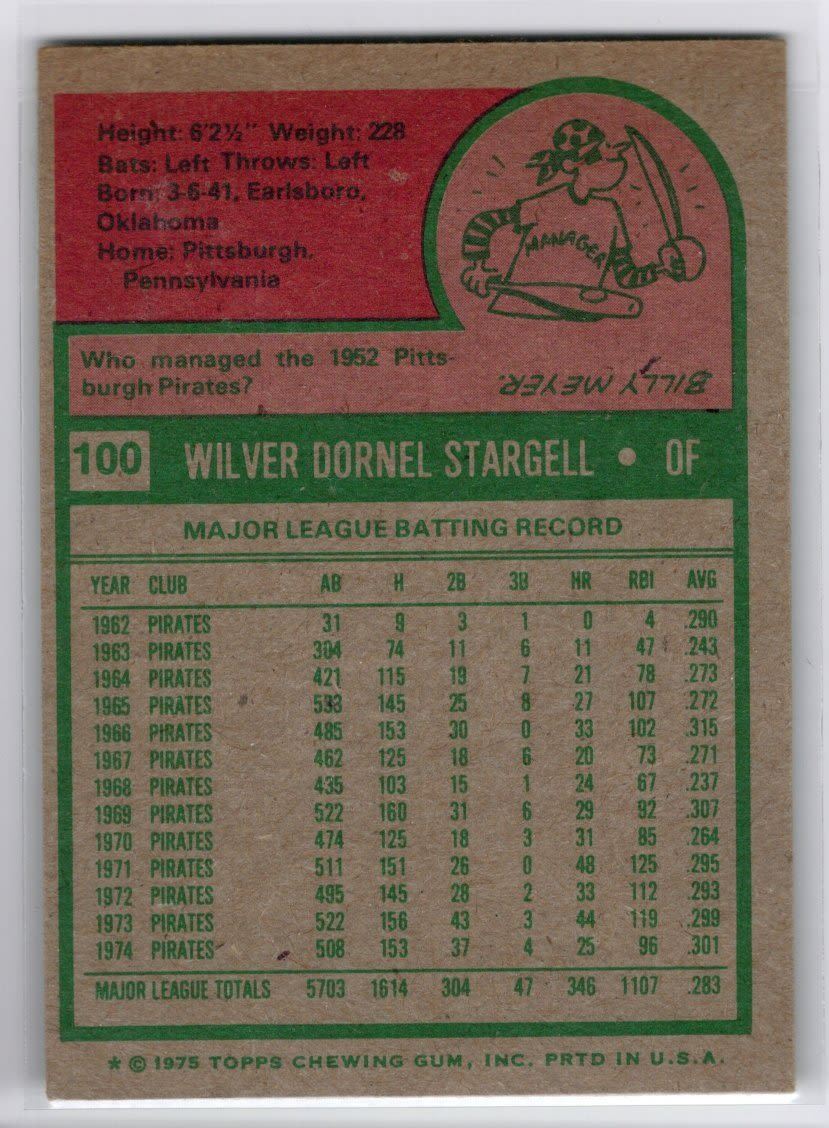 Height: 6'2½" Weight: 228
Bats: Left Throws: Left
Born: 3-6-41, Earlsboro,
Oklahoma
Home: Pittsburgh,
Pennsylvania
MANAGER
Who managed the 1952 Pitts-
burgh Pirates?
BILLY MEYER.
100 WILVER DORNEL STARGELL • OF
MAJOR LEAGUE BATTING RECORD
YEAR CLUB AB H 2B 3B HR RBI AVG
1962 PIRATES 31 9 3 1 0 4 .290
1963 PIRATES 304 74 11 6 11 47 .243
1964 PIRATES 421 115 19 7 21 78 .273
1965 PIRATES 533 145 25 8 27 107 .272
1966 PIRATES 485 153 30 0 33 102 .315
1967 PIRATES 462 125 18 6 20 73 .271
1968 PIRATES 435 103 15 1 24 67 .237
1969 PIRATES 522 160 31 6 29 92 .307
1970 PIRATES 474 125 18 3 31 85 .264
1971 PIRATES 511 151 26 0 48 125 .295
1972 PIRATES 495 145 28 2 33 112 .293
1973 PIRATES 522 156 43 3 44 119 .299
1974 PIRATES 508 153 37 4 25 96 .301
MAJOR LEAGUE TOTALS 5703 1614 304 47 346 1107 .283
* © 1975 TOPPS CHEWING GUM, INC. PRTD IN U.S.A.